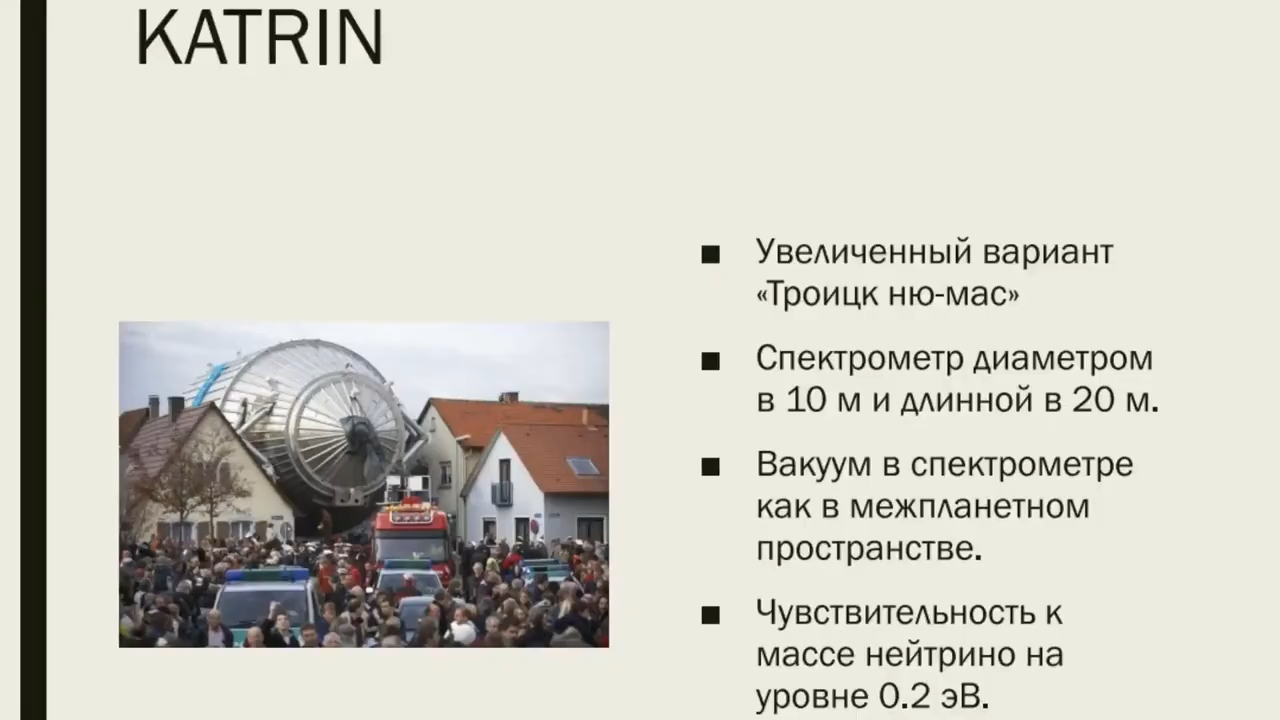 KATRIN
Увеличенный вариант
«Троицк ню-мас»
Спектрометр диаметром
в 10 м и длинной в 20 м.
Вакуум в спектрометре
как в межпланетном
пространстве.
Чувствительность к
массе нейтрино на
уровне 0.2 эВ.